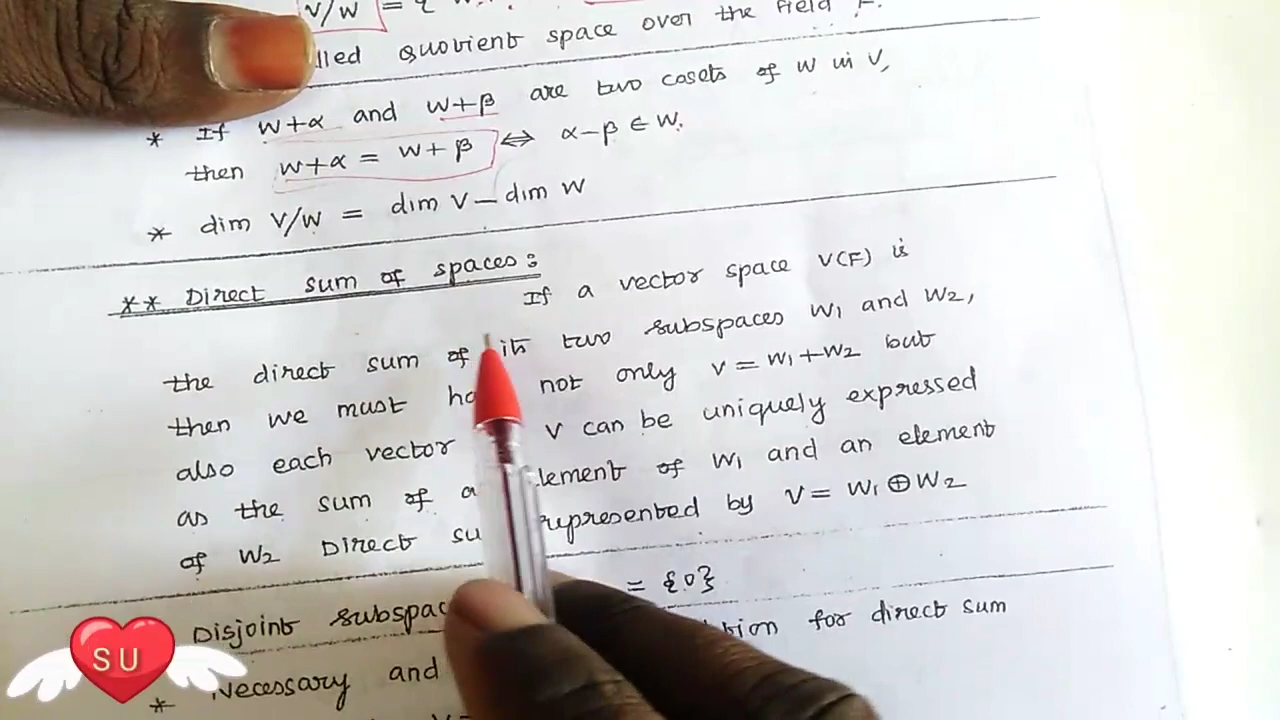 V/W =
lled Quotient space over the field F.
* If W+α and W+β are two cosets of W in V,
then W+α = W+β ⇔ α-β ∈ W.
* dim V/W = dim V - dim W
** Direct sum of spaces:
If a vector space V(F) is
the direct sum of its two subspaces W1 and W2,
then we must not only V = W1+W2 but
also each vector V can be uniquely expressed
as the sum of lement of W1 and an element
of W2 Direct su represented by V = W1⊕W2
Disjoint subspac = {0}
* Necessary and for direct sum
SU